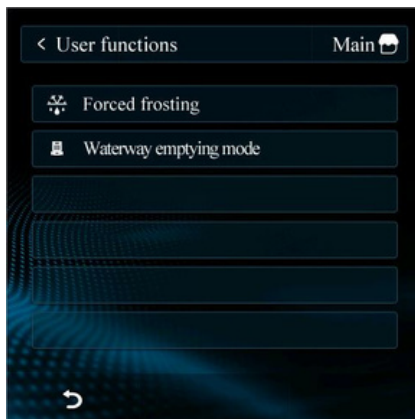 < User functions
Main
Forced frosting
Waterway emptying mode